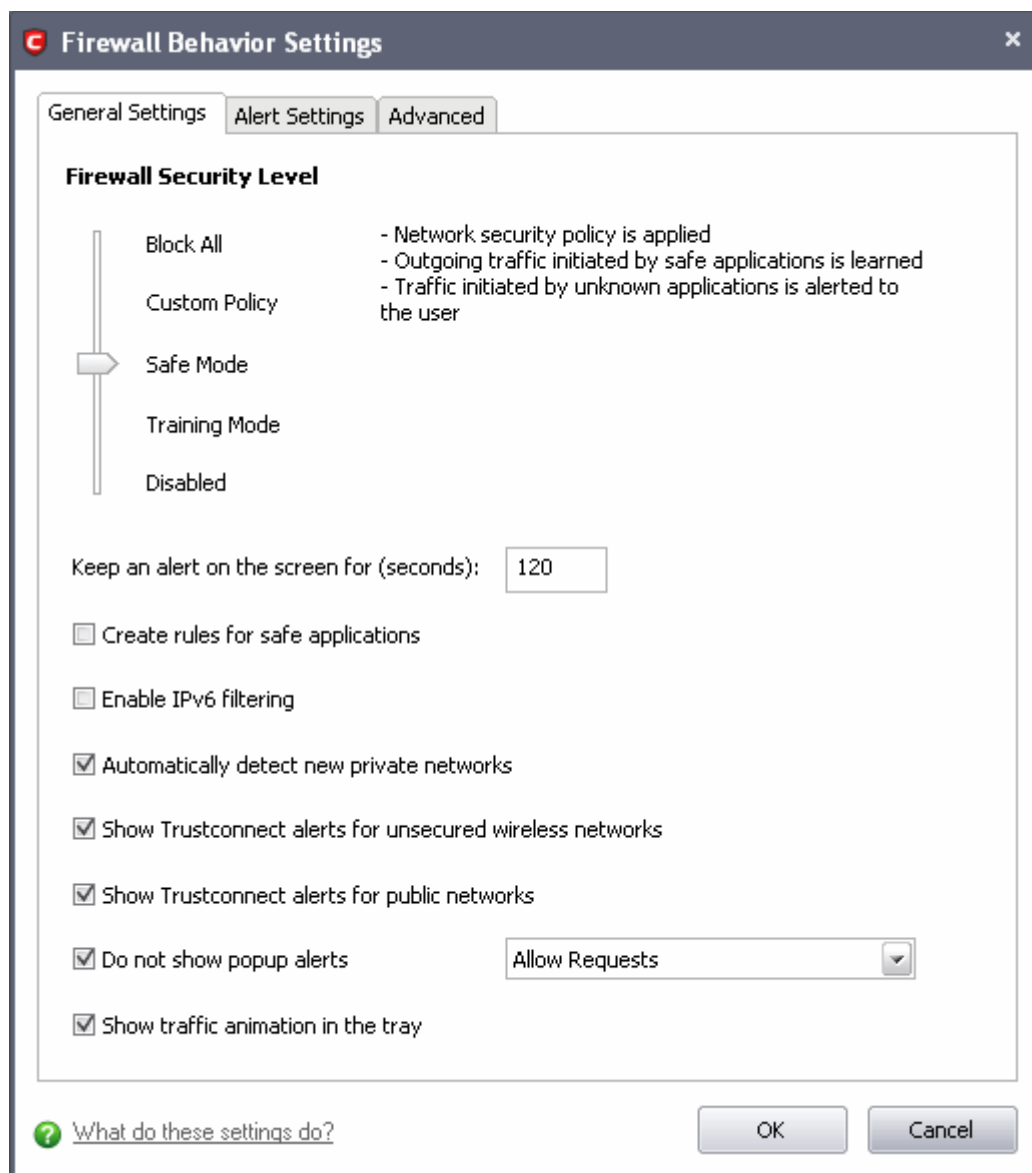 Firewall Behavior Settings
General Settings
Alert Settings
Advanced
Firewall Security Level
Block All
Custom Policy
Safe Mode
Training Mode
Disabled
- Network security policy is applied
- Outgoing traffic initiated by safe applications is learned
- Traffic initiated by unknown applications is alerted to
the user
Keep an alert on the screen for (seconds): 120
Create rules for safe applications
Enable IPv6 filtering
Automatically detect new private networks
Show Trustconnect alerts for unsecured wireless networks
Show Trustconnect alerts for public networks
Do not show popup alerts
Allow Requests
Show traffic animation in the tray
What do these settings do?
OK
Cancel